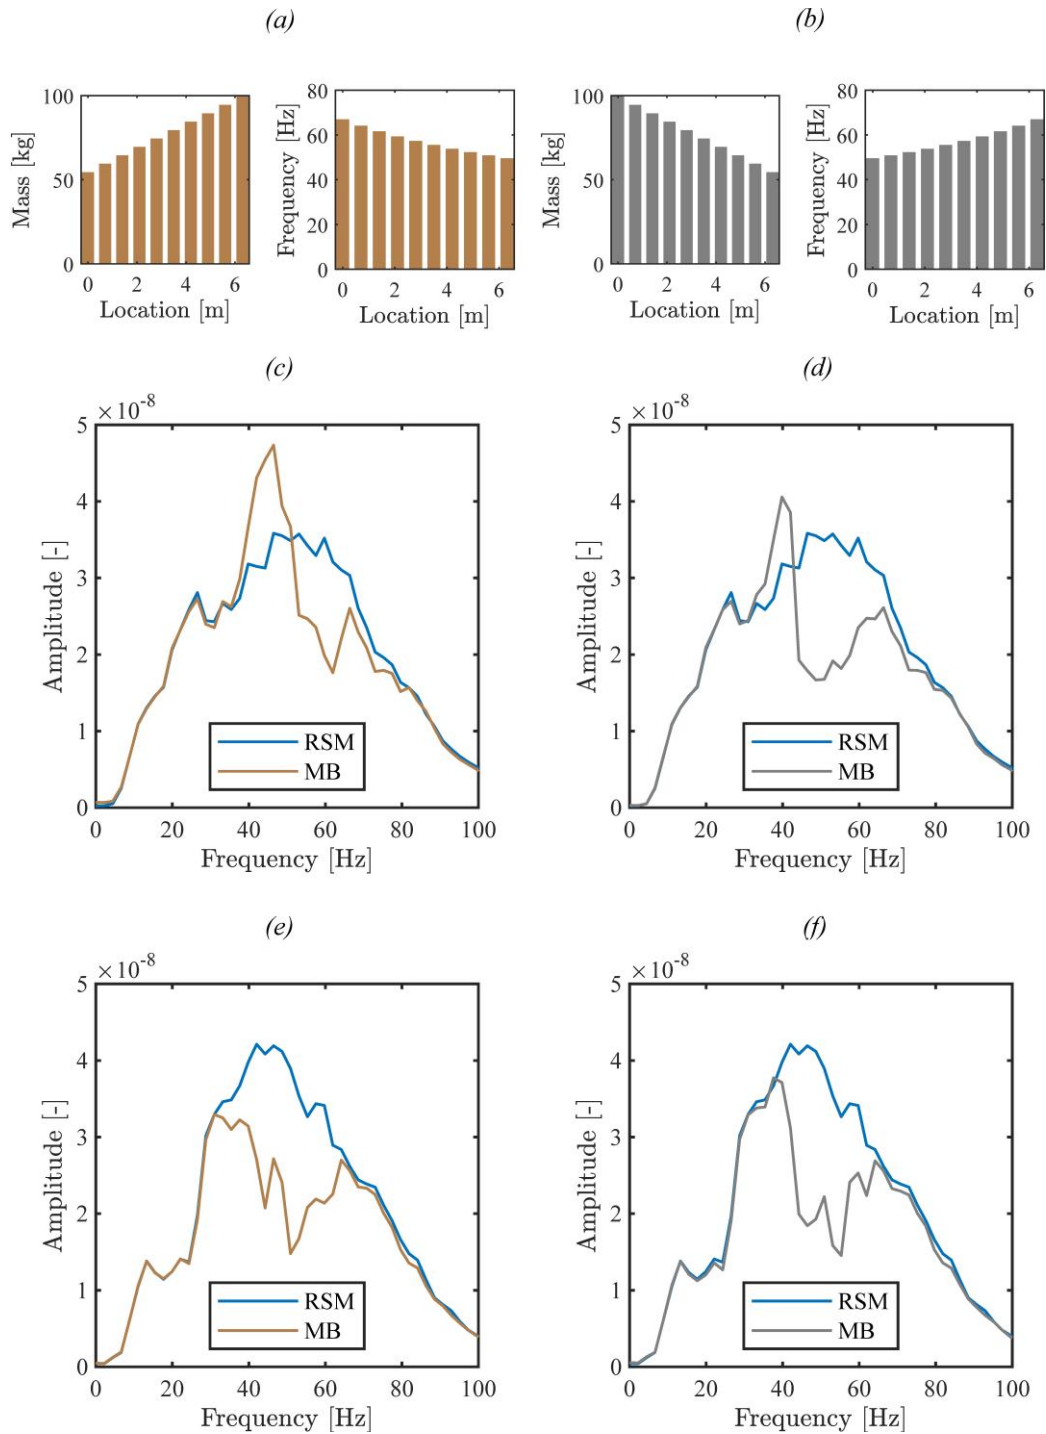 (a)
(b)
100
50
0
Mass [kg]
0 2 4 6
Location [m]
80
60
40
20
0
Frequency [Hz]
0 2 4 6
Location [m]
100
50
0
Mass [kg]
0 2 4 6
Location [m]
80
60
40
20
0
Frequency [Hz]
0 2 4 6
Location [m]
(c)
×10-8
5
4
3
2
1
0
Amplitude [-]
RSM
MB
0 20 40 60 80 100
Frequency [Hz]
(d)
×10-8
5
4
3
2
1
0
Amplitude [-]
RSM
MB
0 20 40 60 80 100
Frequency [Hz]
(e)
×10-8
5
4
3
2
1
0
Amplitude [-]
RSM
MB
0 20 40 60 80 100
Frequency [Hz]
(f)
×10-8
5
4
3
2
1
0
Amplitude [-]
RSM
MB
0 20 40 60 80 100
Frequency [Hz]